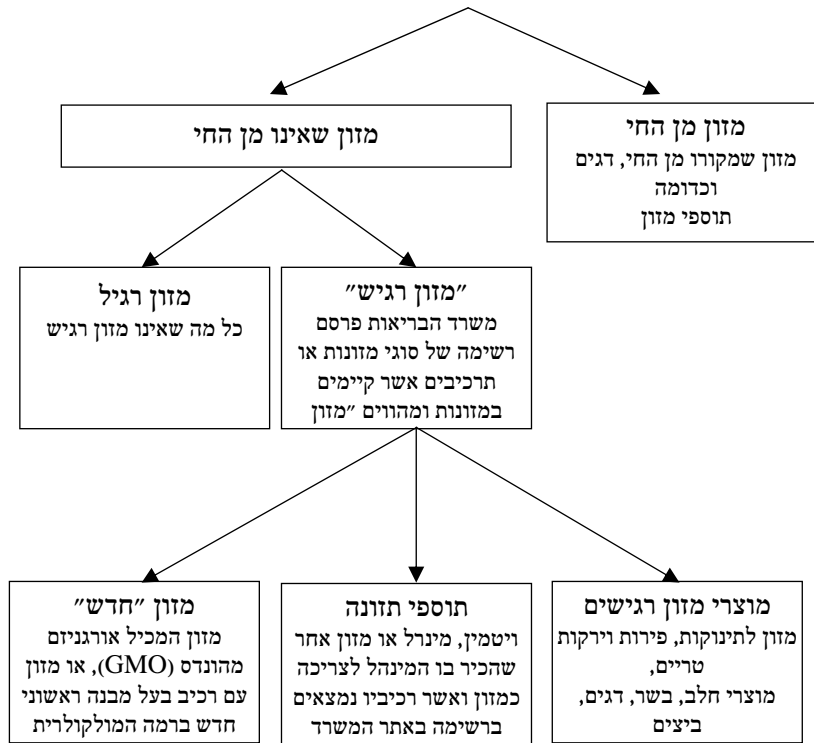 מזון מן החי
מזון שמקורו מן החי, דגים
וכדומה
תוספי מזון
מזון שאינו מן החי
"מזון רגיש"
משרד הבריאות פרסם
רשימה של סוגי מזונות או
תרכיבים אשר קיימים
במזונות ומהווים "מזון
מזון רגיל
כל מה שאינו מזון רגיש
מוצרי מזון רגישים
מזון לתינוקות, פירות וירקות
טריים,
מוצרי חלב, בשר, דגים,
ביצים
תוספי תזונה
ויטמין, מינרל או מזון אחר
שהכיר בו המינהל לצריכה
כמזון ואשר רכיביו נמצאים
ברשימה באתר המשרד
מזון "חדש"
מזון המכיל אורגניזם
מהונדס (GMO), או מזון
עם רכיב בעל מבנה ראשוני
חדש ברמה המולקולרית